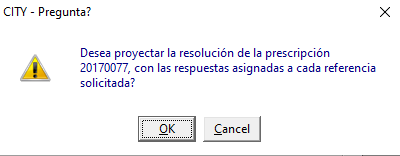 CITY - Pregunta?
Desea proyectar la resolución de la prescripción
20170077, con las respuestas asignadas a cada referencia
solicitada?
OK
Cancel